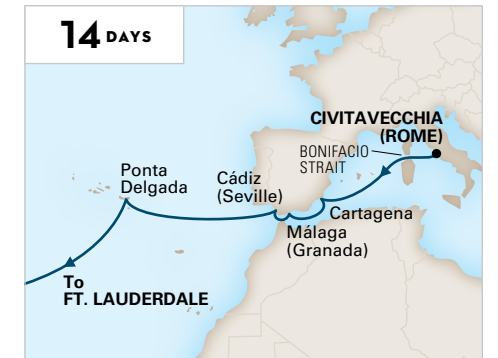 14 DAYS
CIVITAVECCHIA
(ROME)
BONIFACIO
STRAIT
Ponta
Delgada
Cádiz
(Seville)
Cartagena
Málaga
(Granada)
To
FT. LAUDERDALE